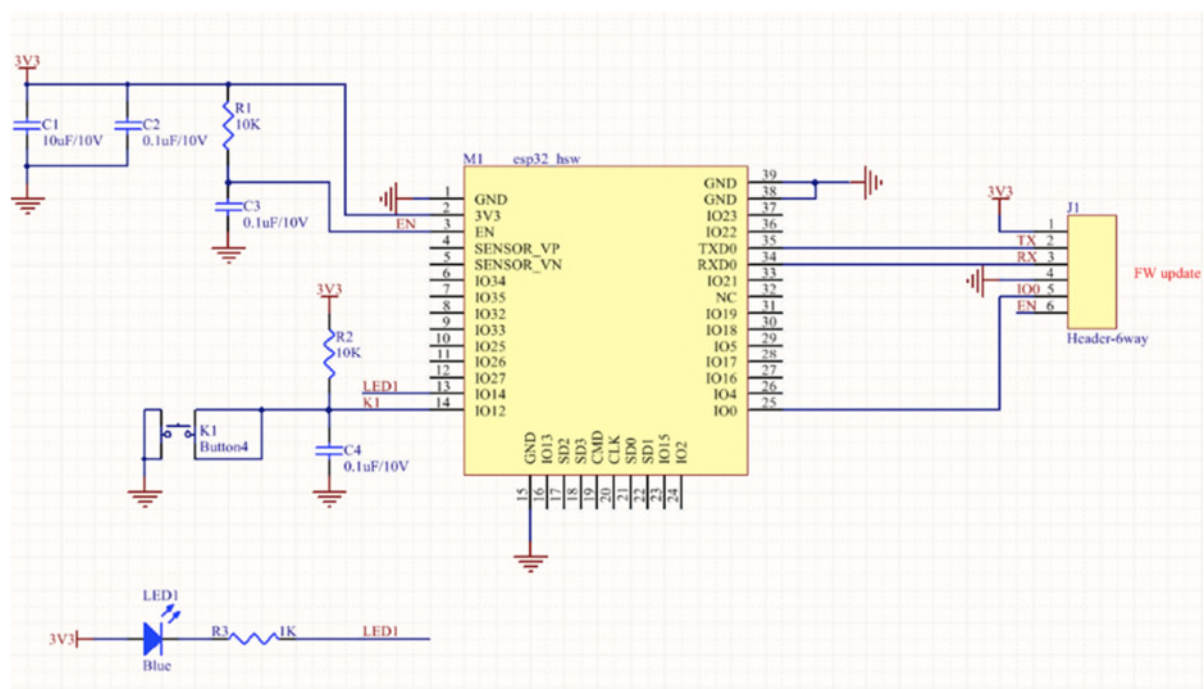 3V3
C1
10uF/10V
C2
0.1uF/10V
R1
10K
C3
0.1uF/10V
M1 esp32_hsw
EN
1 GND
2 3V3
3 EN
4 SENSOR_VP
5 SENSOR_VN
6 IO34
7 IO35
8 IO32
9 IO33
10 IO25
11 IO26
12 IO27
13 IO14
14 IO12
GND 39
GND 38
IO23 37
IO22 36
TXD0 35
RXD0 34
IO21 33
NC 32
IO19 31
IO18 30
IO5 29
IO17 28
IO16 27
IO4 26
IO0 25
GND 15
IO13 16
SD2 17
SD3 18
CMD 19
CLK 20
SD0 21
SD1 22
IO15 23
IO2 24
3V3
J1
1
TX 2
RX 3
4
IO0 5
EN 6
FW update
Header-6way
3V3
R2
10K
LED1
K1
K1
Button4
C4
0.1uF/10V
LED1
3V3
R3 1K
LED1
Blue